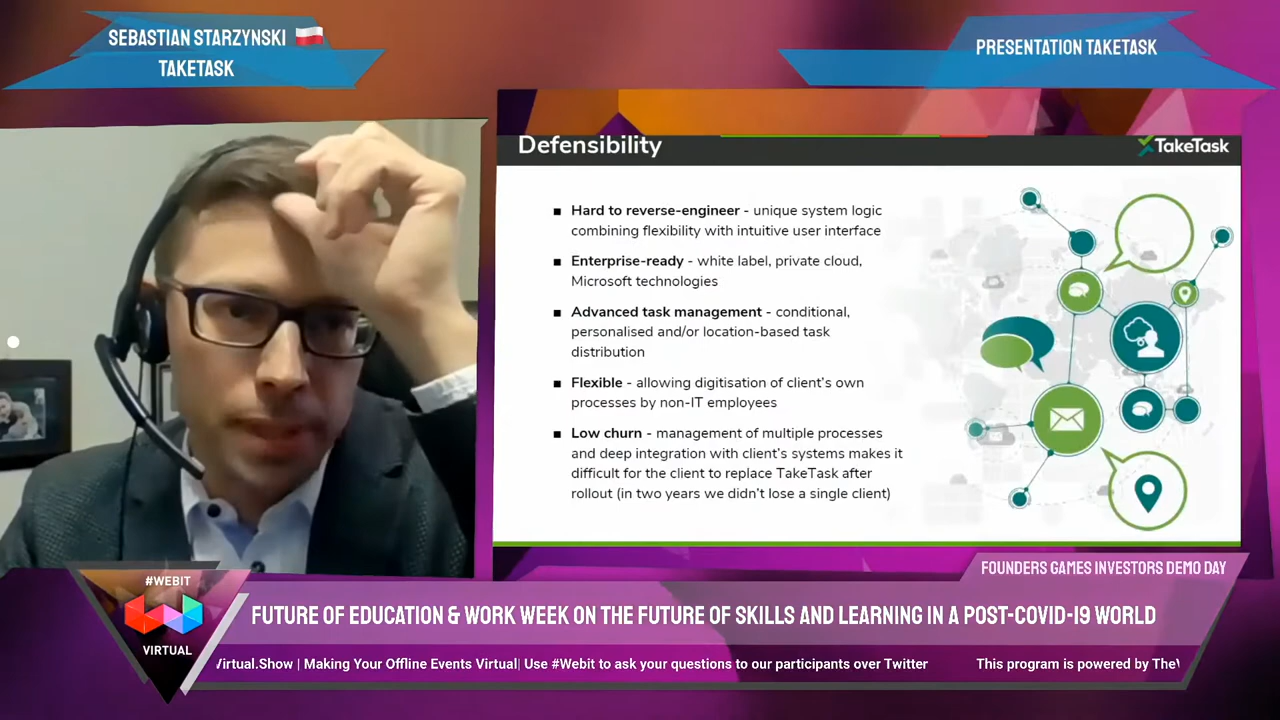 SEBASTIAN STARZYNSKI
TAKETASK
PRESENTATION TAKETASK
Defensibility
TakeTask
Hard to reverse-engineer - unique system logic
combining flexibility with intuitive user interface
Enterprise-ready - white label, private cloud,
Microsoft technologies
Advanced task management - conditional,
personalised and/or location-based task
distribution
Flexible - allowing digitisation of client's own
processes by non-IT employees
Low churn - management of multiple processes
and deep integration with client's systems makes it
difficult for the client to replace TakeTask after
rollout (in two years we didn't lose a single client)
FOUNDERS GAMES INVESTORS DEMO DAY
#WEBIT
VIRTUAL
FUTURE OF EDUCATION & WORK WEEK ON THE FUTURE OF SKILLS AND LEARNING IN A POST-COVID-19 WORLD
Virtual.Show | Making Your Offline Events Virtual| Use #Webit to ask your questions to our participants over Twitter This program is powered by The